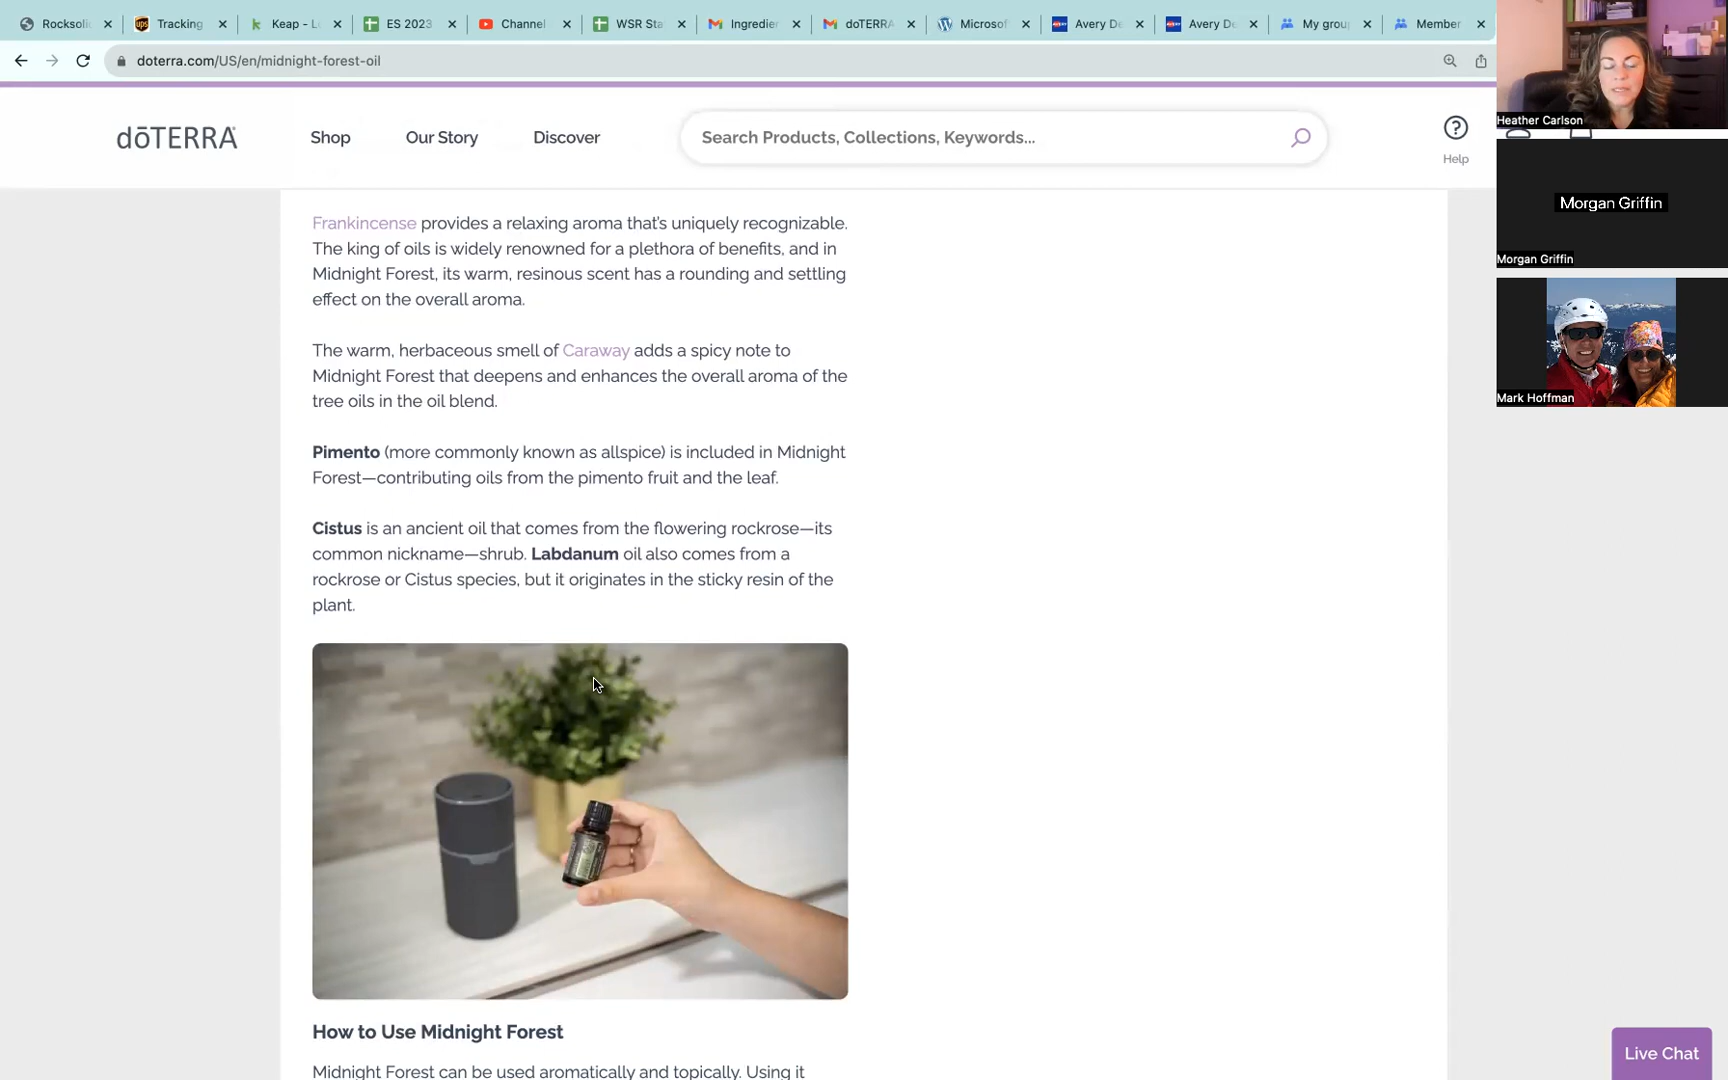 Rocksoli
Tracking
Keap - L
ES 2023
Channel
WSR Sta
Ingredien
doTERRA
Microsof
Avery De
Avery De
My grou
Member
doterra.com/US/en/midnight-forest-oil
dōTERRA
Shop
Our Story
Discover
Search Products, Collections, Keywords...
Help
Heather Carlson
Morgan Griffin
Morgan Griffin
Mark Hoffman
Frankincense provides a relaxing aroma that's uniquely recognizable.
The king of oils is widely renowned for a plethora of benefits, and in
Midnight Forest, its warm, resinous scent has a rounding and settling
effect on the overall aroma.
The warm, herbaceous smell of Caraway adds a spicy note to
Midnight Forest that deepens and enhances the overall aroma of the
tree oils in the oil blend.
Pimento (more commonly known as allspice) is included in Midnight
Forest—contributing oils from the pimento fruit and the leaf.
Cistus is an ancient oil that comes from the flowering rockrose—its
common nickname—shrub. Labdanum oil also comes from a
rockrose or Cistus species, but it originates in the sticky resin of the
plant.
How to Use Midnight Forest
Midnight Forest can be used aromatically and topically. Using it
Live Chat